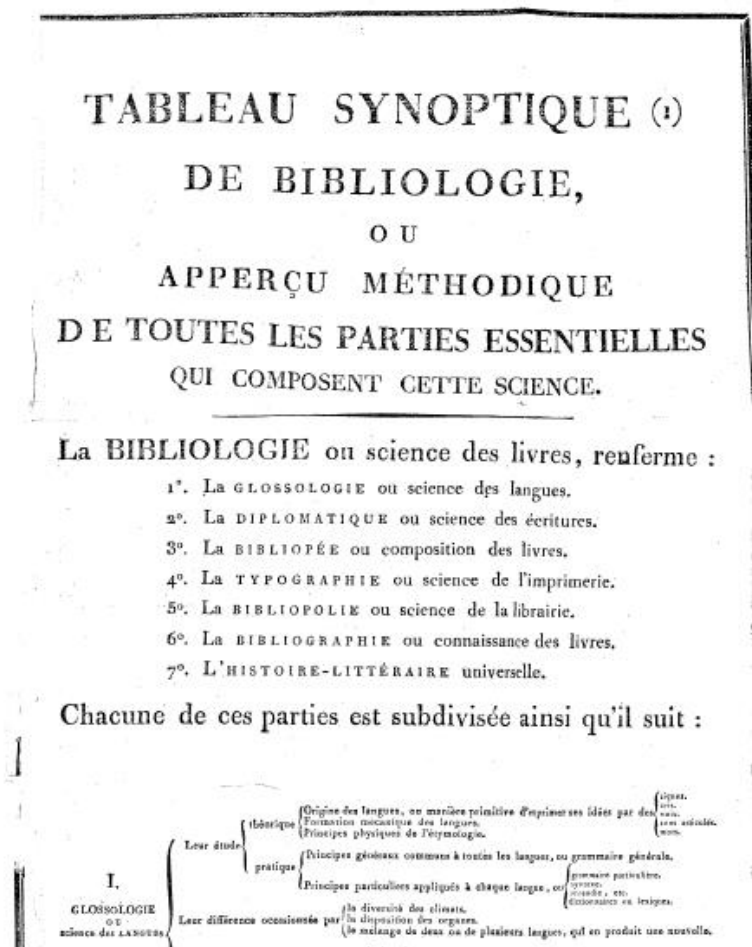 TABLEAU SYNOPTIQUE (1)
DE BIBLIOLOGIE,
OU
APPERÇU MÉTHODIQUE
DE TOUTES LES PARTIES ESSENTIELLES
QUI COMPOSENT CETTE SCIENCE.
La BIBLIOLOGIE ou science des livres, renferme :
1°. La GLOSSOLOGIE ou science des langues.
2°. La DIPLOMATIQUE ou science des écritures.
3°. La BIBLIOPÉE ou composition des livres.
4°. La TYPOGRAPHIE ou science de l'imprimerie.
5°. La BIBLIOPOLIE ou science de la librairie.
6°. La BIBLIOGRAPHIE ou connaissance des livres.
7°. L'HISTOIRE-LITTÉRAIRE universelle.
Chacune de ces parties est subdivisée ainsi qu'il suit :
I.
GLOSSOLOGIE
OU
science des LANGUES
Leur étude
théorique
Origine des langues, ou manière primitive d'exprimer ses idées par des
signes.
cris.
sons articulés.
mots.
Formation mécanique des langues.
Principes physiques de l'étymologie.
pratique
Principes généraux communs à toutes les langues, ou grammaire générale.
Principes particuliers appliqués à chaque langue, ou
grammaire particulière.
syntaxe.
etc.
dictionnaires ou lexiques.
Leur différence occasionnée par
la diversité des climats.
la disposition des organes.
le mélange de deux ou de plusieurs langues, qui en produit une nouvelle.